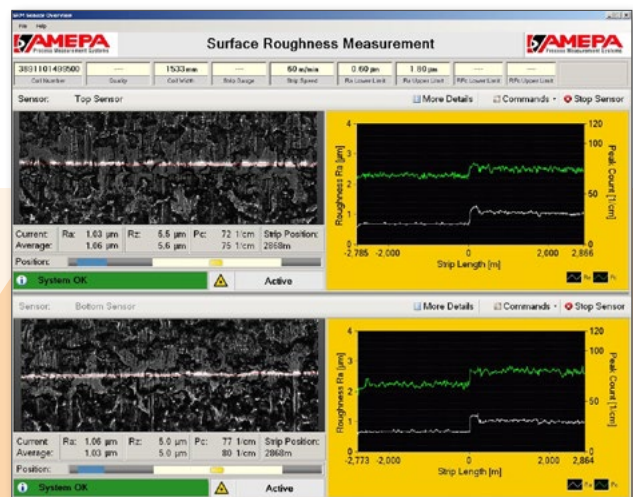 SRM Sensor Overview
File Help
AMEPA
Process Measurement Systems
Surface Roughness Measurement
AMEPA
Process Measurement Systems
3891101499500 ---- 1533 mm ---- 60 m/min 0.60 µm 1.80 µm ---- ----
Coil Number Quality Coil Width Strip Gauge Strip Speed Ra Lower Limit Ra Upper Limit RPc Lower Limit RPc Upper Limit
Sensor: Top Sensor More Details Commands Stop Sensor
4 120
100
3
Roughness Ra [µm] 2 50 Peak Count [1/cm]
1
0 0
-2,785 -2,000 0 2,000 2,866
Strip Length [m]
Ra Pc
Current: Ra: 1.03 µm Rz: 5.5 µm Pc: 72 1/cm Strip Position:
Average: 1.06 µm 5.6 µm 75 1/cm 2868m
Position:
System OK Active
Sensor: Bottom Sensor More Details Commands Stop Sensor
4 120
100
3
Roughness Ra [µm] 2 50 Peak Count [1/cm]
1
0 0
-2,773 -2,000 0 2,000 2,864
Strip Length [m]
Ra Pc
Current: Ra: 1.06 µm Rz: 5.0 µm Pc: 77 1/cm Strip Position:
Average: 1.03 µm 5.0 µm 80 1/cm 2868m
Position:
System OK Active